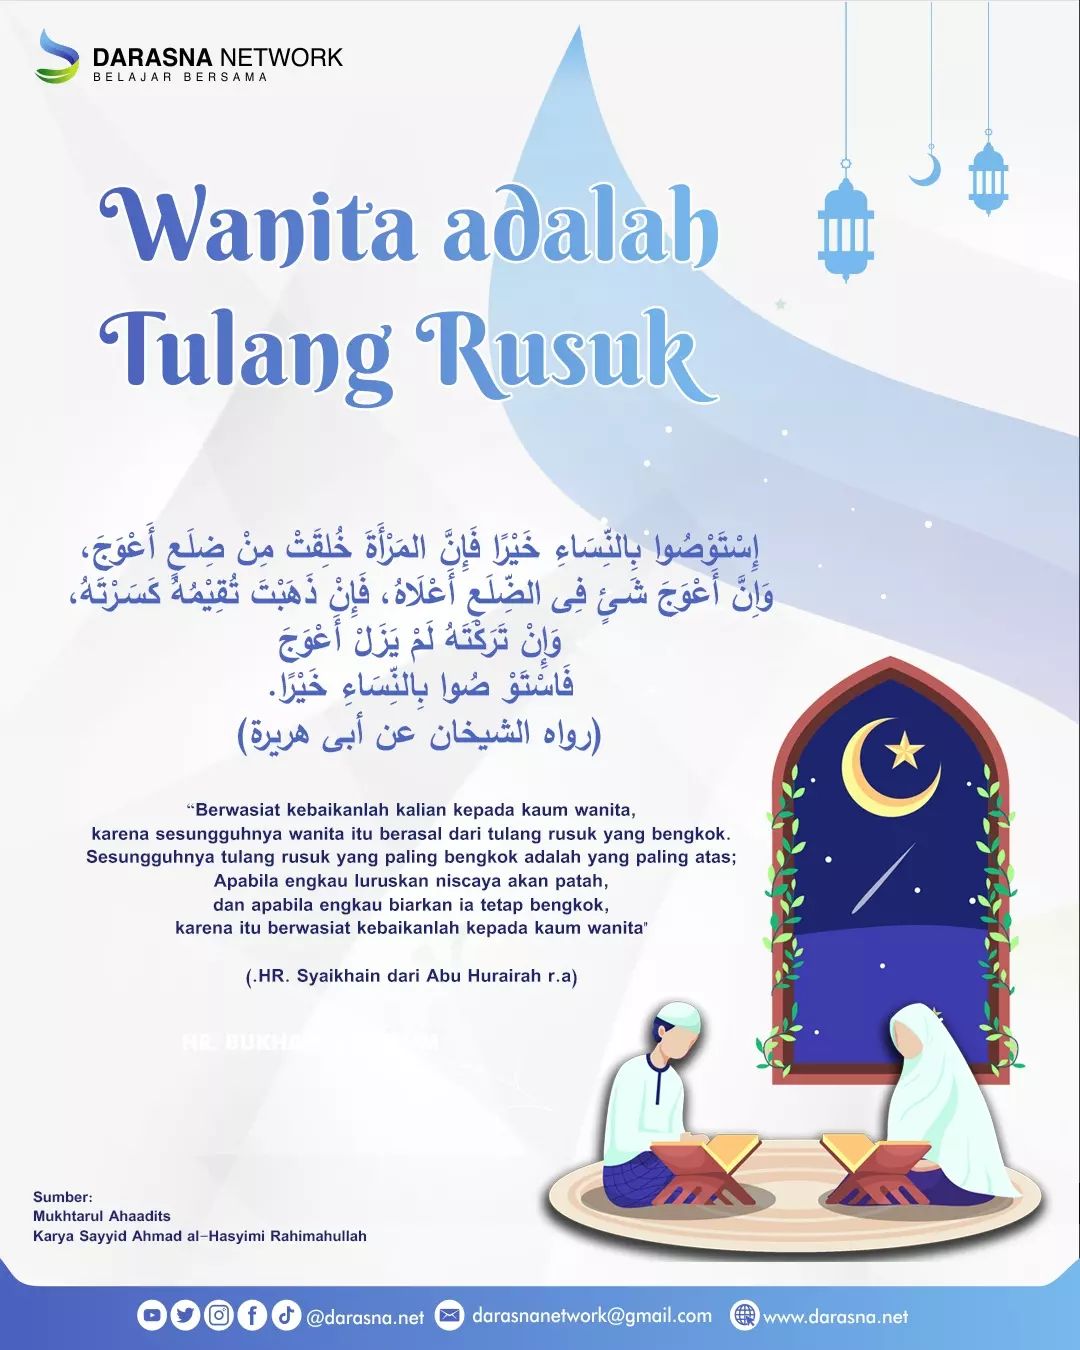 DARASNA NETWORK
BELAJAR BERSAMA
Wanita adalah
Tulang Rusuk
إِسْتَوْصُوا بِالنِّسَاءِ خَيْرًا فَإِنَّ المَرْأَةَ خُلِقَتْ مِنْ ضِلَعٍ أَعْوَجَ،
وَاِنَّ أَعْوَجَ شَئٍ فِى الضِّلَعِ أَعْلَاهُ، فَإِنْ ذَهَبْتَ تُقِيْمُهُ كَسَرْتَهُ،
وَإِنْ تَرَكْتَهُ لَمْ يَزَلْ أَعْوَجَ
فَاسْتَوْ صُوا بِالنِّسَاءِ خَيْرًا.
(رواه الشيخان عن أبى هريرة)
“Berwasiat kebaikanlah kalian kepada kaum wanita,
karena sesungguhnya wanita itu berasal dari tulang rusuk yang bengkok.
Sesungguhnya tulang rusuk yang paling bengkok adalah yang paling atas;
Apabila engkau luruskan niscaya akan patah,
dan apabila engkau biarkan ia tetap bengkok,
karena itu berwasiat kebaikanlah kepada kaum wanita"
(.HR. Syaikhain dari Abu Hurairah r.a)
Sumber:
Mukhtarul Ahaadits
Karya Sayyid Ahmad al-Hasyimi Rahimahullah
@darasna.net darasnanetwork@gmail.com www.darasna.net